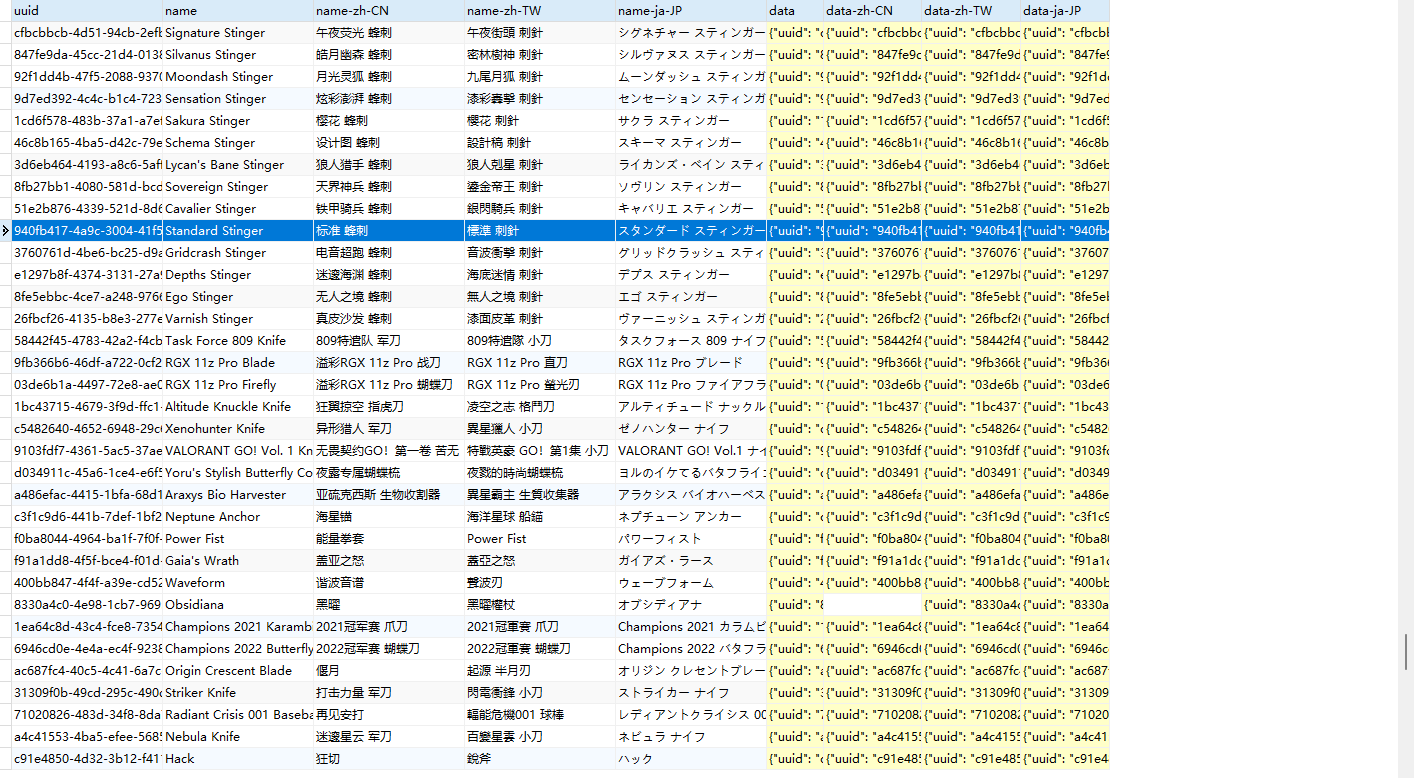 uuid name name-zh-CN name-zh-TW name-ja-JP data data-zh-CN data-zh-TW data-ja-JP
cfbcbbcb-4d51-94cb-2ef Signature Stinger 午夜荧光 蜂刺 午夜街頭 刺針 シグネチャー スティンガー {"uuid": "c {"uuid": "cfbcbbc {"uuid": "cfbcbbc {"uuid": "cfbcbb
847fe9da-45cc-21d4-013 Silvanus Stinger 皓月幽森 蜂刺 密林樹神 刺針 シルヴァヌス スティンガー {"uuid": "8 {"uuid": "847fe9d {"uuid": "847fe9d {"uuid": "847fe9
92f1dd4b-47f5-2088-937 Moondash Stinger 月光灵狐 蜂刺 九尾月狐 刺針 ムーンダッシュ スティンガ {"uuid": "9 {"uuid": "92f1dd4 {"uuid": "92f1dd4 {"uuid": "92f1d
9d7ed392-4c4c-b1c4-723 Sensation Stinger 炫彩澎湃 蜂刺 漆彩轟擊 刺針 センセーション スティンガ {"uuid": "9 {"uuid": "9d7ed3 {"uuid": "9d7ed3 {"uuid": "9d7ed
1cd6f578-483b-37a1-a7e Sakura Stinger 樱花 蜂刺 櫻花 刺針 サクラ スティンガー {"uuid": "1 {"uuid": "1cd6f57 {"uuid": "1cd6f57 {"uuid": "1cd6f5
46c8b165-4ba5-d42c-79e Schema Stinger 设计图 蜂刺 設計稿 刺針 スキーマ スティンガー {"uuid": "4 {"uuid": "46c8b1 {"uuid": "46c8b1 {"uuid": "46c8b
3d6eb464-4193-a8c6-5af Lycan's Bane Stinger 狼人猎手 蜂刺 狼人剋星 刺針 ライカンズ・ベイン スティ {"uuid": "3 {"uuid": "3d6eb4 {"uuid": "3d6eb4 {"uuid": "3d6eb
8fb27bb1-4080-581d-bcd Sovereign Stinger 天界神兵 蜂刺 鎏金帝王 刺針 ソヴリン スティンガー {"uuid": "8 {"uuid": "8fb27bb {"uuid": "8fb27bb {"uuid": "8fb27
51e2b876-4339-521d-8d Cavalier Stinger 铁甲骑兵 蜂刺 銀閃騎兵 刺針 キャバリエ スティンガー {"uuid": "5 {"uuid": "51e2b8 {"uuid": "51e2b8 {"uuid": "51e2b
940fb417-4a9c-3004-41f5 Standard Stinger 标准 蜂刺 標準 刺針 スタンダード スティンガー {"uuid": "9 {"uuid": "940fb41 {"uuid": "940fb41 {"uuid": "940fb
3760761d-4be6-bc25-d9 Gridcrash Stinger 电音超跑 蜂刺 音波衝擊 刺針 グリッドクラッシュ スティ {"uuid": "3 {"uuid": "376076 {"uuid": "376076 {"uuid": "37607
e1297b8f-4374-3131-27a Depths Stinger 迷邃海渊 蜂刺 海底迷情 刺針 デプス スティンガー {"uuid": "e {"uuid": "e1297b {"uuid": "e1297b {"uuid": "e1297
8fe5ebbc-4ce7-a248-976 Ego Stinger 无人之境 蜂刺 無人之境 刺針 エゴ スティンガー {"uuid": "8 {"uuid": "8fe5ebb {"uuid": "8fe5ebb {"uuid": "8fe5e
26fbcf26-4135-b8e3-277 Varnish Stinger 真皮沙发 蜂刺 漆面皮革 刺針 ヴァーニッシュ スティンガ {"uuid": "2 {"uuid": "26fbcf2 {"uuid": "26fbcf2 {"uuid": "26fbc
58442f45-4783-42a2-f4cb Task Force 809 Knife 809特追队 军刀 809特追隊 小刀 タスクフォース 809 ナイフ {"uuid": "5 {"uuid": "58442f4 {"uuid": "58442f4 {"uuid": "58442
9fb366b6-46df-a722-0cf2 RGX 11z Pro Blade 溢彩RGX 11z Pro 战刀 RGX 11z Pro 直刀 RGX 11z Pro ブレード {"uuid": "9 {"uuid": "9fb366b {"uuid": "9fb366b {"uuid": "9fb36
03de6b1a-4497-72e8-ae RGX 11z Pro Firefly 溢彩RGX 11z Pro 蝴蝶刀 RGX 11z Pro 螢光刃 RGX 11z Pro ファイアフラ {"uuid": "0 {"uuid": "03de6b {"uuid": "03de6b {"uuid": "03de6
1bc43715-4679-3f9d-ffc1 Altitude Knuckle Knife 狂翼掠空 指虎刀 凌空之志 格鬥刀 アルティチュード ナックル {"uuid": "1 {"uuid": "1bc437 {"uuid": "1bc437 {"uuid": "1bc43
c5482640-4652-6948-29c Xenohunter Knife 异形猎人 军刀 異星獵人 小刀 ゼノハンター ナイフ {"uuid": "c {"uuid": "c54826 {"uuid": "c54826 {"uuid": "c5482
9103fdf7-4361-5ac5-37ae VALORANT GO! Vol. 1 Kn 无畏契约GO！第一卷 苦无 特戰英豪 GO！第1集 小刀 VALORANT GO! Vol.1 ナイ {"uuid": "9 {"uuid": "9103fdf {"uuid": "9103fdf {"uuid": "9103f
d034911c-45a6-1ce4-e6f Yoru's Stylish Butterfly Co 夜露专属蝴蝶梳 夜戮的時尚蝴蝶梳 ヨルのイケてるバタフライ {"uuid": "c {"uuid": "d03491 {"uuid": "d03491 {"uuid": "d0349
a486efac-4415-1bfa-68d1 Araxys Bio Harvester 亚硫克西斯 生物收割器 異星霸主 生質收集器 アラクシス バイオハーベス {"uuid": "a {"uuid": "a486efa {"uuid": "a486efa {"uuid": "a486e
c3f1c9d6-441b-7def-1bf2 Neptune Anchor 海星锚 海洋星球 船錨 ネプチューン アンカー {"uuid": "c {"uuid": "c3f1c9d {"uuid": "c3f1c9d {"uuid": "c3f1c9
f0ba8044-4964-ba1f-7f0f Power Fist 能量拳套 Power Fist パワーフィスト {"uuid": "f {"uuid": "f0ba804 {"uuid": "f0ba804 {"uuid": "f0ba8
f91a1dd8-4f5f-bce4-f01d Gaia's Wrath 盖亚之怒 蓋亞之怒 ガイアズ・ラース {"uuid": "f {"uuid": "f91a1dc {"uuid": "f91a1dc {"uuid": "f91a1
400bb847-4f4f-a39e-cd52 Waveform 谐波音谱 聲波刃 ウェーブフォーム {"uuid": "4 {"uuid": "400bb8 {"uuid": "400bb8 {"uuid": "400bb
8330a4c0-4e98-1cb7-969 Obsidiana 黑曜 黑曜權杖 オブシディアナ {"uuid": "8 {"uuid": "8330a4 {"uuid": "8330a
1ea64c8d-43c4-fce8-7354 Champions 2021 Karamb 2021冠军赛 爪刀 2021冠軍賽 爪刀 Champions 2021 カラムビ {"uuid": "1 {"uuid": "1ea64c8 {"uuid": "1ea64c8 {"uuid": "1ea64
6946cd0e-4e4a-ec4f-9238 Champions 2022 Butterfly 2022冠军赛 蝴蝶刀 2022冠軍賽 蝴蝶刀 Champions 2022 バタフラ {"uuid": "6 {"uuid": "6946cd {"uuid": "6946cd {"uuid": "6946c
ac687fc4-40c5-4c41-6a7c Origin Crescent Blade 偃月 起源 半月刃 オリジン クレセントブレー {"uuid": "a {"uuid": "ac687fc {"uuid": "ac687fc {"uuid": "ac687
31309f0b-49cd-295c-490 Striker Knife 打击力量 军刀 閃電衝鋒 小刀 ストライカー ナイフ {"uuid": "3 {"uuid": "31309f0 {"uuid": "31309f0 {"uuid": "31309
71020826-483d-34f8-8da Radiant Crisis 001 Baseba 再见安打 輻能危機001 球棒 レディアントクライシス 00 {"uuid": "7 {"uuid": "710208 {"uuid": "710208 {"uuid": "71020
a4c41553-4ba5-efee-568 Nebula Knife 迷邃星云 军刀 百變星雲 小刀 ネビュラ ナイフ {"uuid": "a {"uuid": "a4c4155 {"uuid": "a4c4155 {"uuid": "a4c41
c91e4850-4d32-3b12-f41 Hack 狂切 銳斧 ハック {"uuid": "c {"uuid": "c91e48 {"uuid": "c91e485 {"uuid": "c91e4